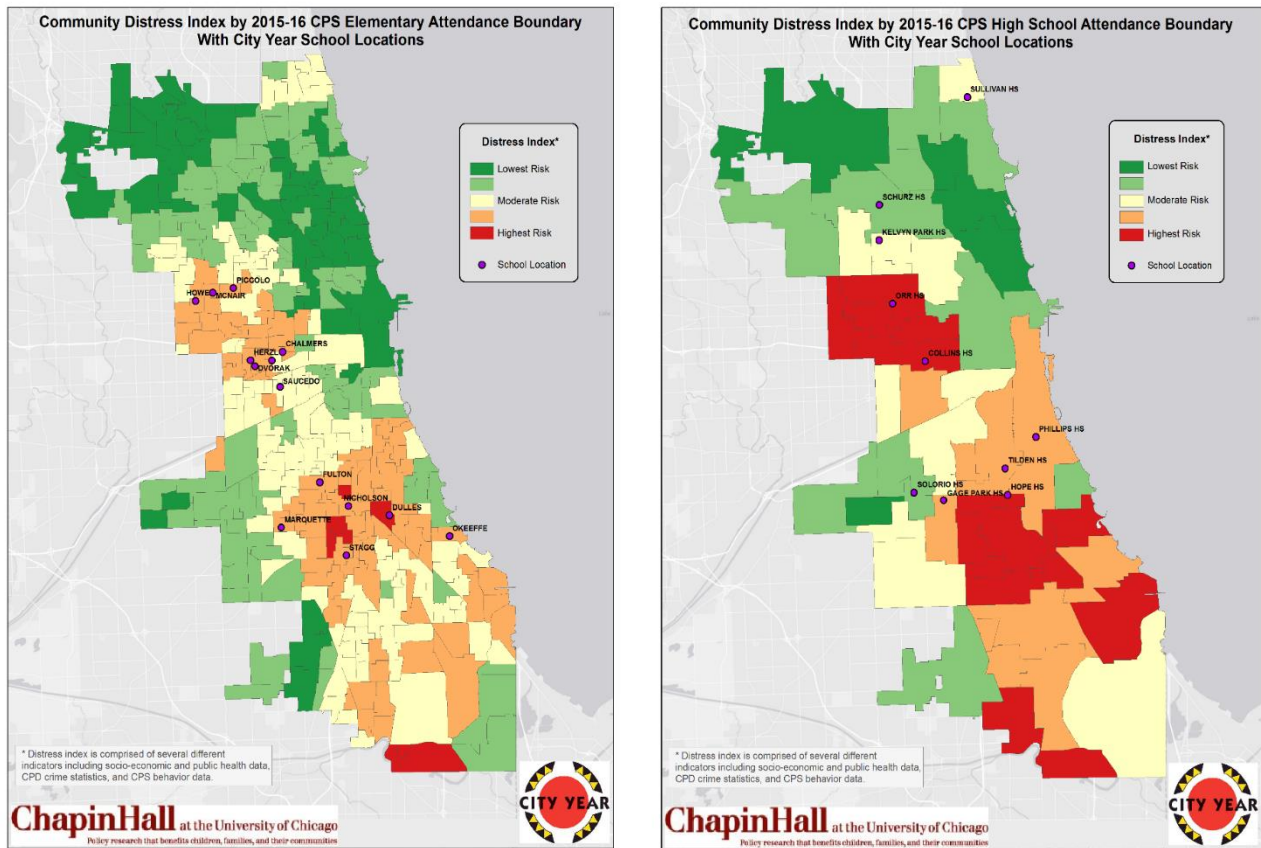 Community Distress Index by 2015-16 CPS Elementary Attendance Boundary
With City Year School Locations
Distress Index*
Lowest Risk
Moderate Risk
Highest Risk
School Location
PICCOLO
HOWE
MCNAIR
CHALMERS
HERZL
DVORAK
SAUCEDO
FULTON
NICHOLSON
DULLES
MARQUETTE
OKEEFFE
STAGG
* Distress index is comprised of several different
indicators including socio-economic and public health data,
CPD crime statistics, and CPS behavior data.
ChapinHall at the University of Chicago
Policy research that benefits children, families, and their communities
CITY YEAR
Community Distress Index by 2015-16 CPS High School Attendance Boundary
With City Year School Locations
SULLIVAN HS
Distress Index*
Lowest Risk
Moderate Risk
Highest Risk
School Location
SCHURZ HS
KELVYN PARK HS
ORR HS
COLLINS HS
PHILLIPS HS
TILDEN HS
SOLORIO HS
HOPE HS
GAGE PARK HS
* Distress index is comprised of several different
indicators including socio-economic and public health data,
CPD crime statistics, and CPS behavior data.
ChapinHall at the University of Chicago
Policy research that benefits children, families, and their communities
CITY YEAR